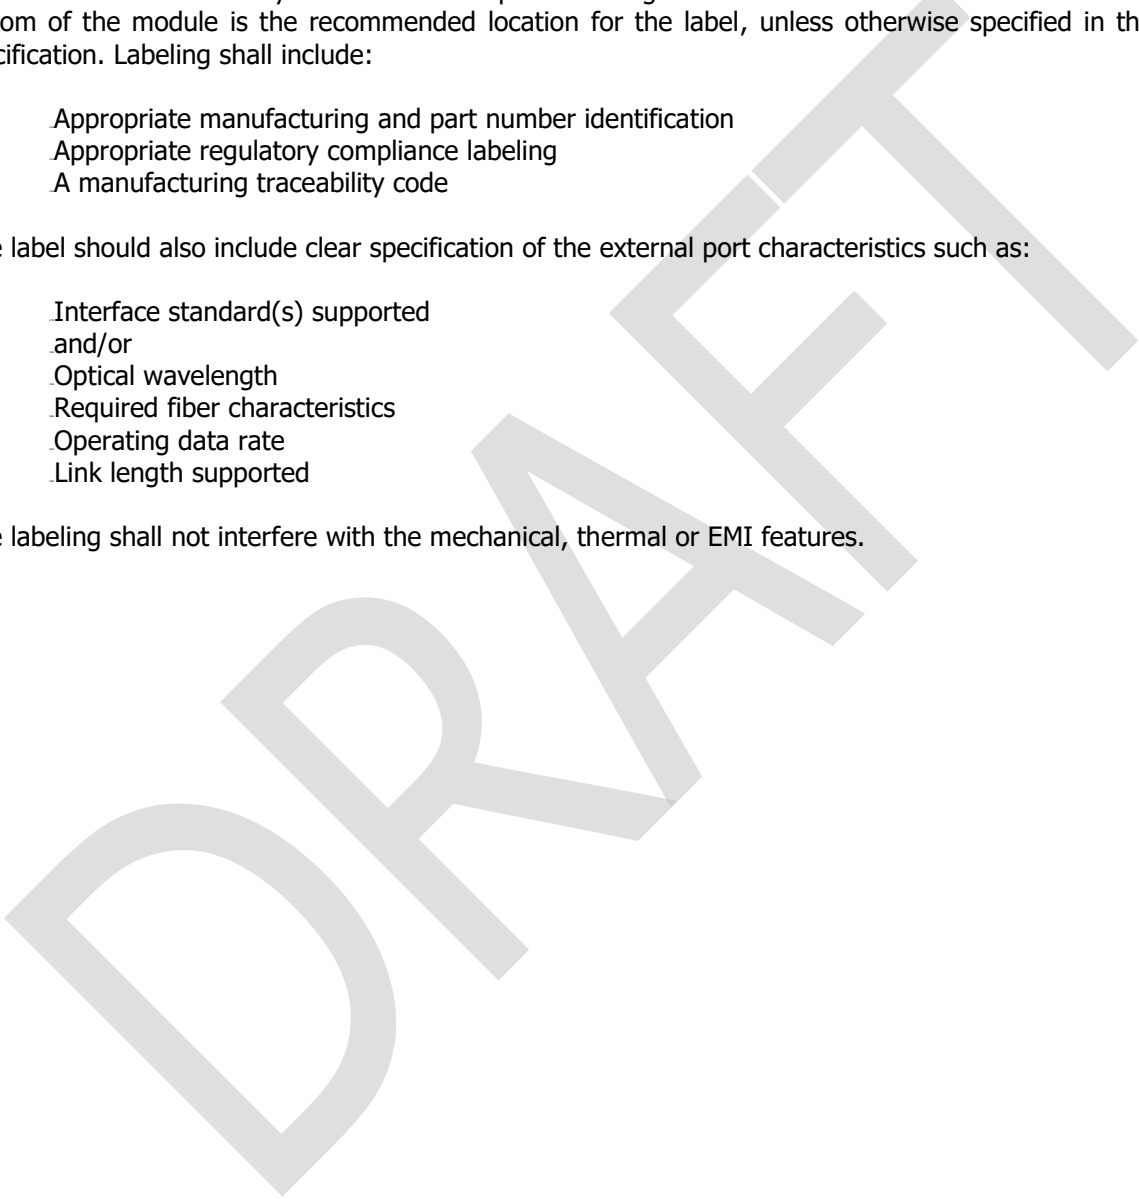 of the module is the recommended location for the label, unless otherwise specified in
Labeling shall include:
Appropriate manufacturing and part number identification
Appropriate regulatory compliance labeling
A manufacturing traceability code
label should also include clear specification of the external port characteristics such as:
Interface standard(s) supported
and/or
Optical wavelength
Required fiber characteristics
Operating data rate
Link length supported
labeling shall not interfere with the mechanical, thermal or EMI features.
DRAFT